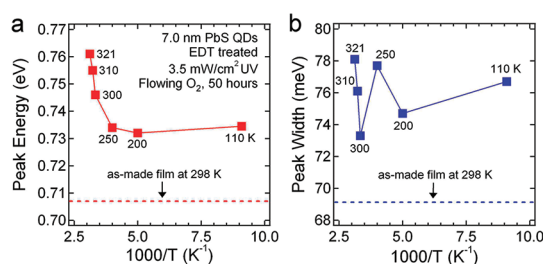 a
0.77
0.76
0.75
0.74
0.73
0.72
0.71
0.70
Peak Energy (eV)
321
310
300
250
200
110 K
7.0 nm PbS QDs
EDT treated
3.5 mW/cm² UV
Flowing O₂, 50 hours
as-made film at 298 K
2.5
5.0
7.5
10.0
1000/T (K⁻¹)
b
80
78
76
74
72
70
68
Peak Width (meV)
321
310
300
250
200
110 K
as-made film at 298 K
2.5
5.0
7.5
10.0
1000/T (K⁻¹)